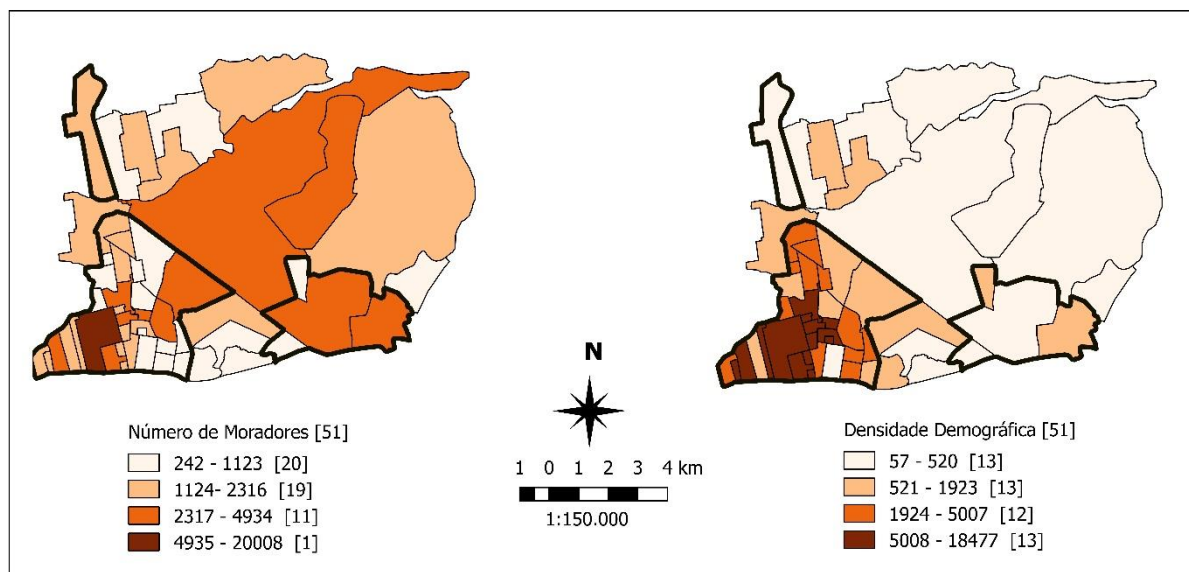 N
Número de Moradores [51]
242 - 1123 [20]
1124- 2316 [19]
2317 - 4934 [11]
4935 - 20008 [1]
1 0 1 2 3 4 km
1:150.000
Densidade Demográfica [51]
57 - 520 [13]
521 - 1923 [13]
1924 - 5007 [12]
5008 - 18477 [13]